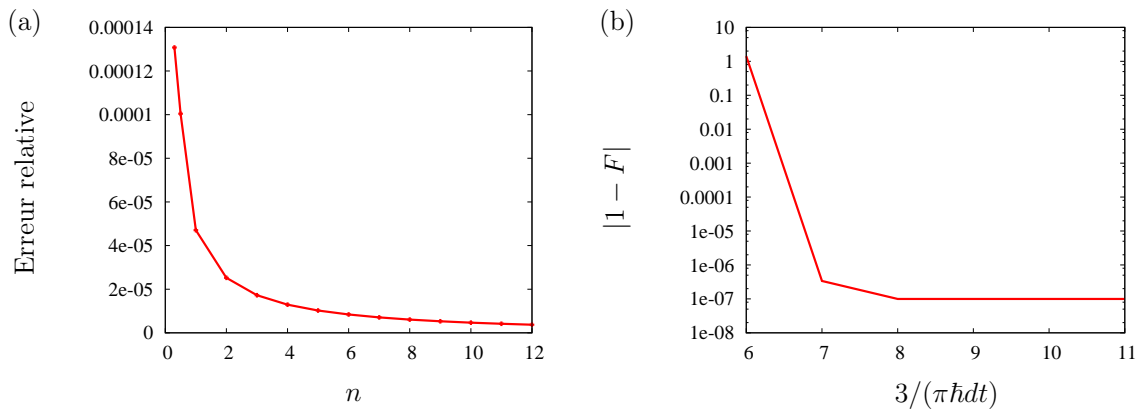 (a)
Erreur relative
0.00014
0.00012
0.0001
8e-05
6e-05
4e-05
2e-05
0
0 2 4 6 8 10 12
n
(b)
|1 − F|
10
1
0.1
0.01
0.001
0.0001
1e-05
1e-06
1e-07
1e-08
6 7 8 9 10 11
3/(πħdt)